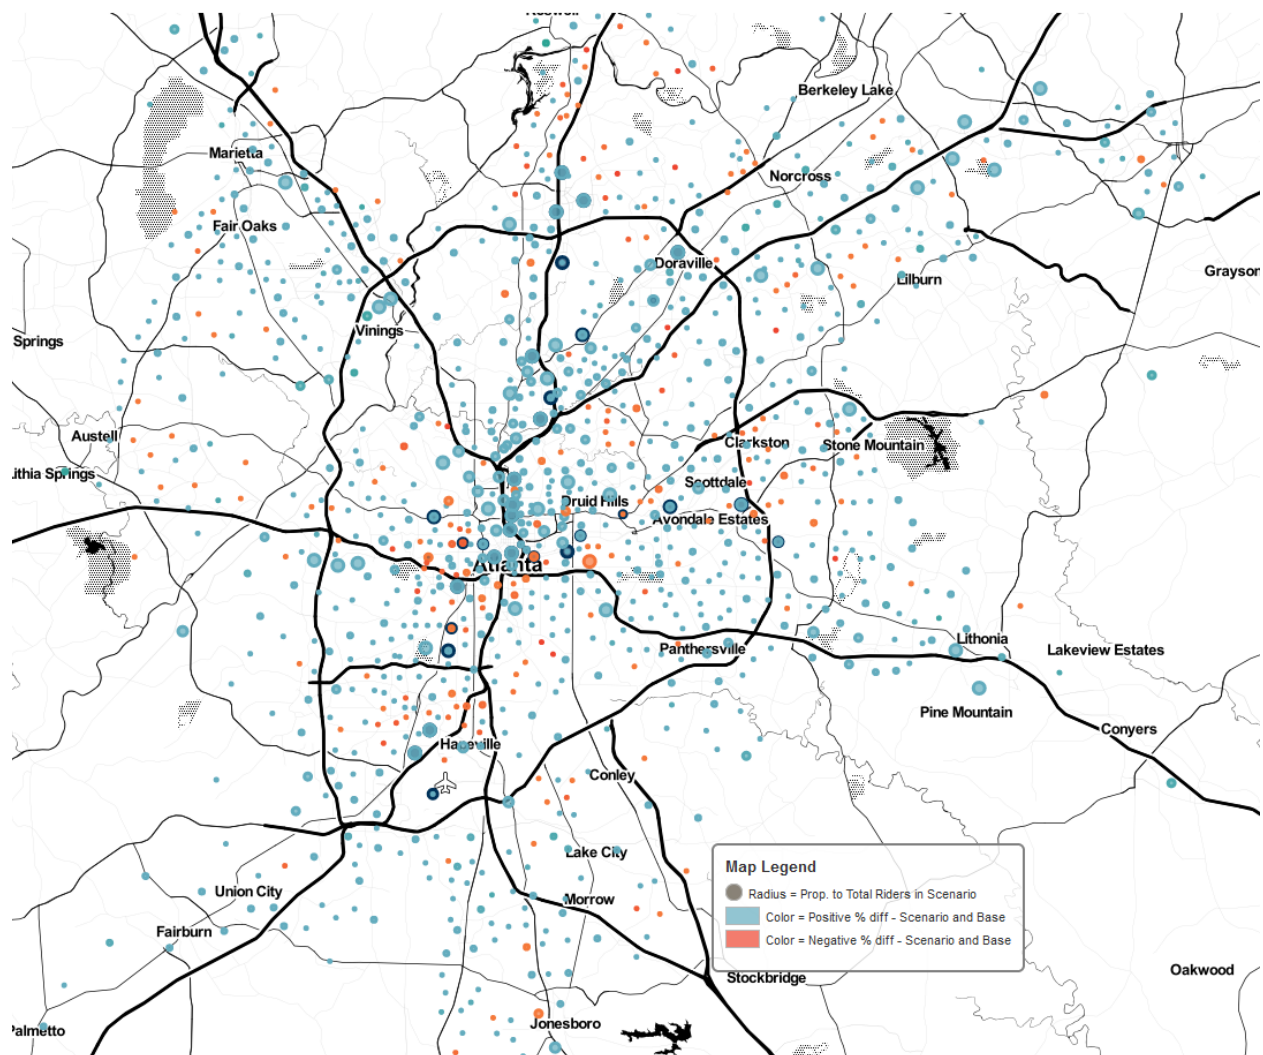 Roswell
Berkeley Lake
Marietta
Norcross
Fair Oaks
Doraville
Lilburn
Grayson
Vinings
Springs
Austell
Clarkston
Stone Mountain
ithia Springs
Scottdale
Druid Hills
Avondale Estates
Atlanta
Lithonia
Panthersville
Lakeview Estates
Pine Mountain
Conyers
Hapeville
Conley
Lake City
Map Legend
Radius = Prop. to Total Riders in Scenario
Union City
Morrow
Color = Positive % diff - Scenario and Base
Fairburn
Color = Negative % diff - Scenario and Base
Stockbridge
Oakwood
Palmetto
Jonesboro